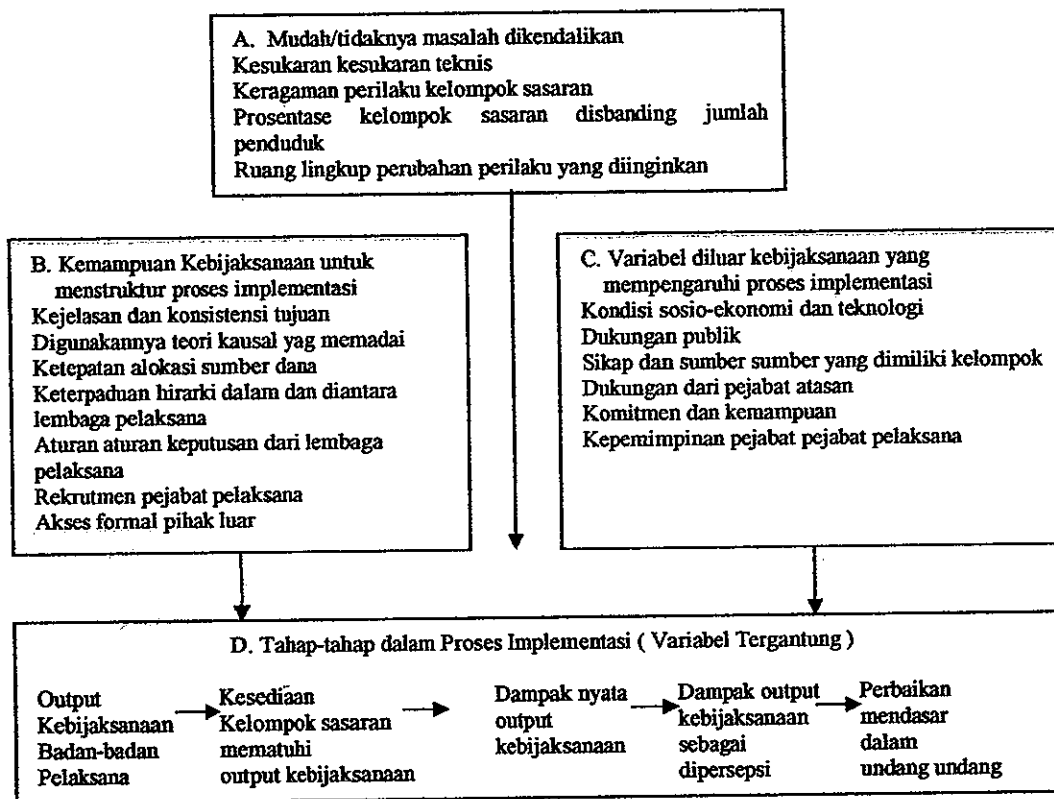 A. Mudah/tidaknya masalah dikendalikan
Kesukaran kesukaran teknis
Keragaman perilaku kelompok sasaran
Prosentase kelompok sasaran disbanding jumlah
penduduk
Ruang lingkup perubahan perilaku yang diinginkan
B. Kemampuan Kebijaksanaan untuk
menstruktur proses implementasi
Kejelasan dan konsistensi tujuan
Digunakannya teori kausal yag memadai
Ketepatan alokasi sumber dana
Keterpaduan hirarki dalam dan diantara
lembaga pelaksana
Aturan aturan keputusan dari lembaga
pelaksana
Rekrutmen pejabat pelaksana
Akses formal pihak luar
C. Variabel diluar kebijaksanaan yang
mempengaruhi proses implementasi
Kondisi sosio-ekonomi dan teknologi
Dukungan publik
Sikap dan sumber sumber yang dimiliki kelompok
Dukungan dari pejabat atasan
Komitmen dan kemampuan
Kepemimpinan pejabat pejabat pelaksana
D. Tahap-tahap dalam Proses Implementasi ( Variabel Tergantung )
Output
Kebijaksanaan
Badan-badan
Pelaksana
Kesediaan
Kelompok sasaran
mematuhi
output kebijaksanaan
Dampak nyata
output
kebijaksanaan
Dampak output
kebijaksanaan
sebagai
dipersepsi
Perbaikan
mendasar
dalam
undang undang